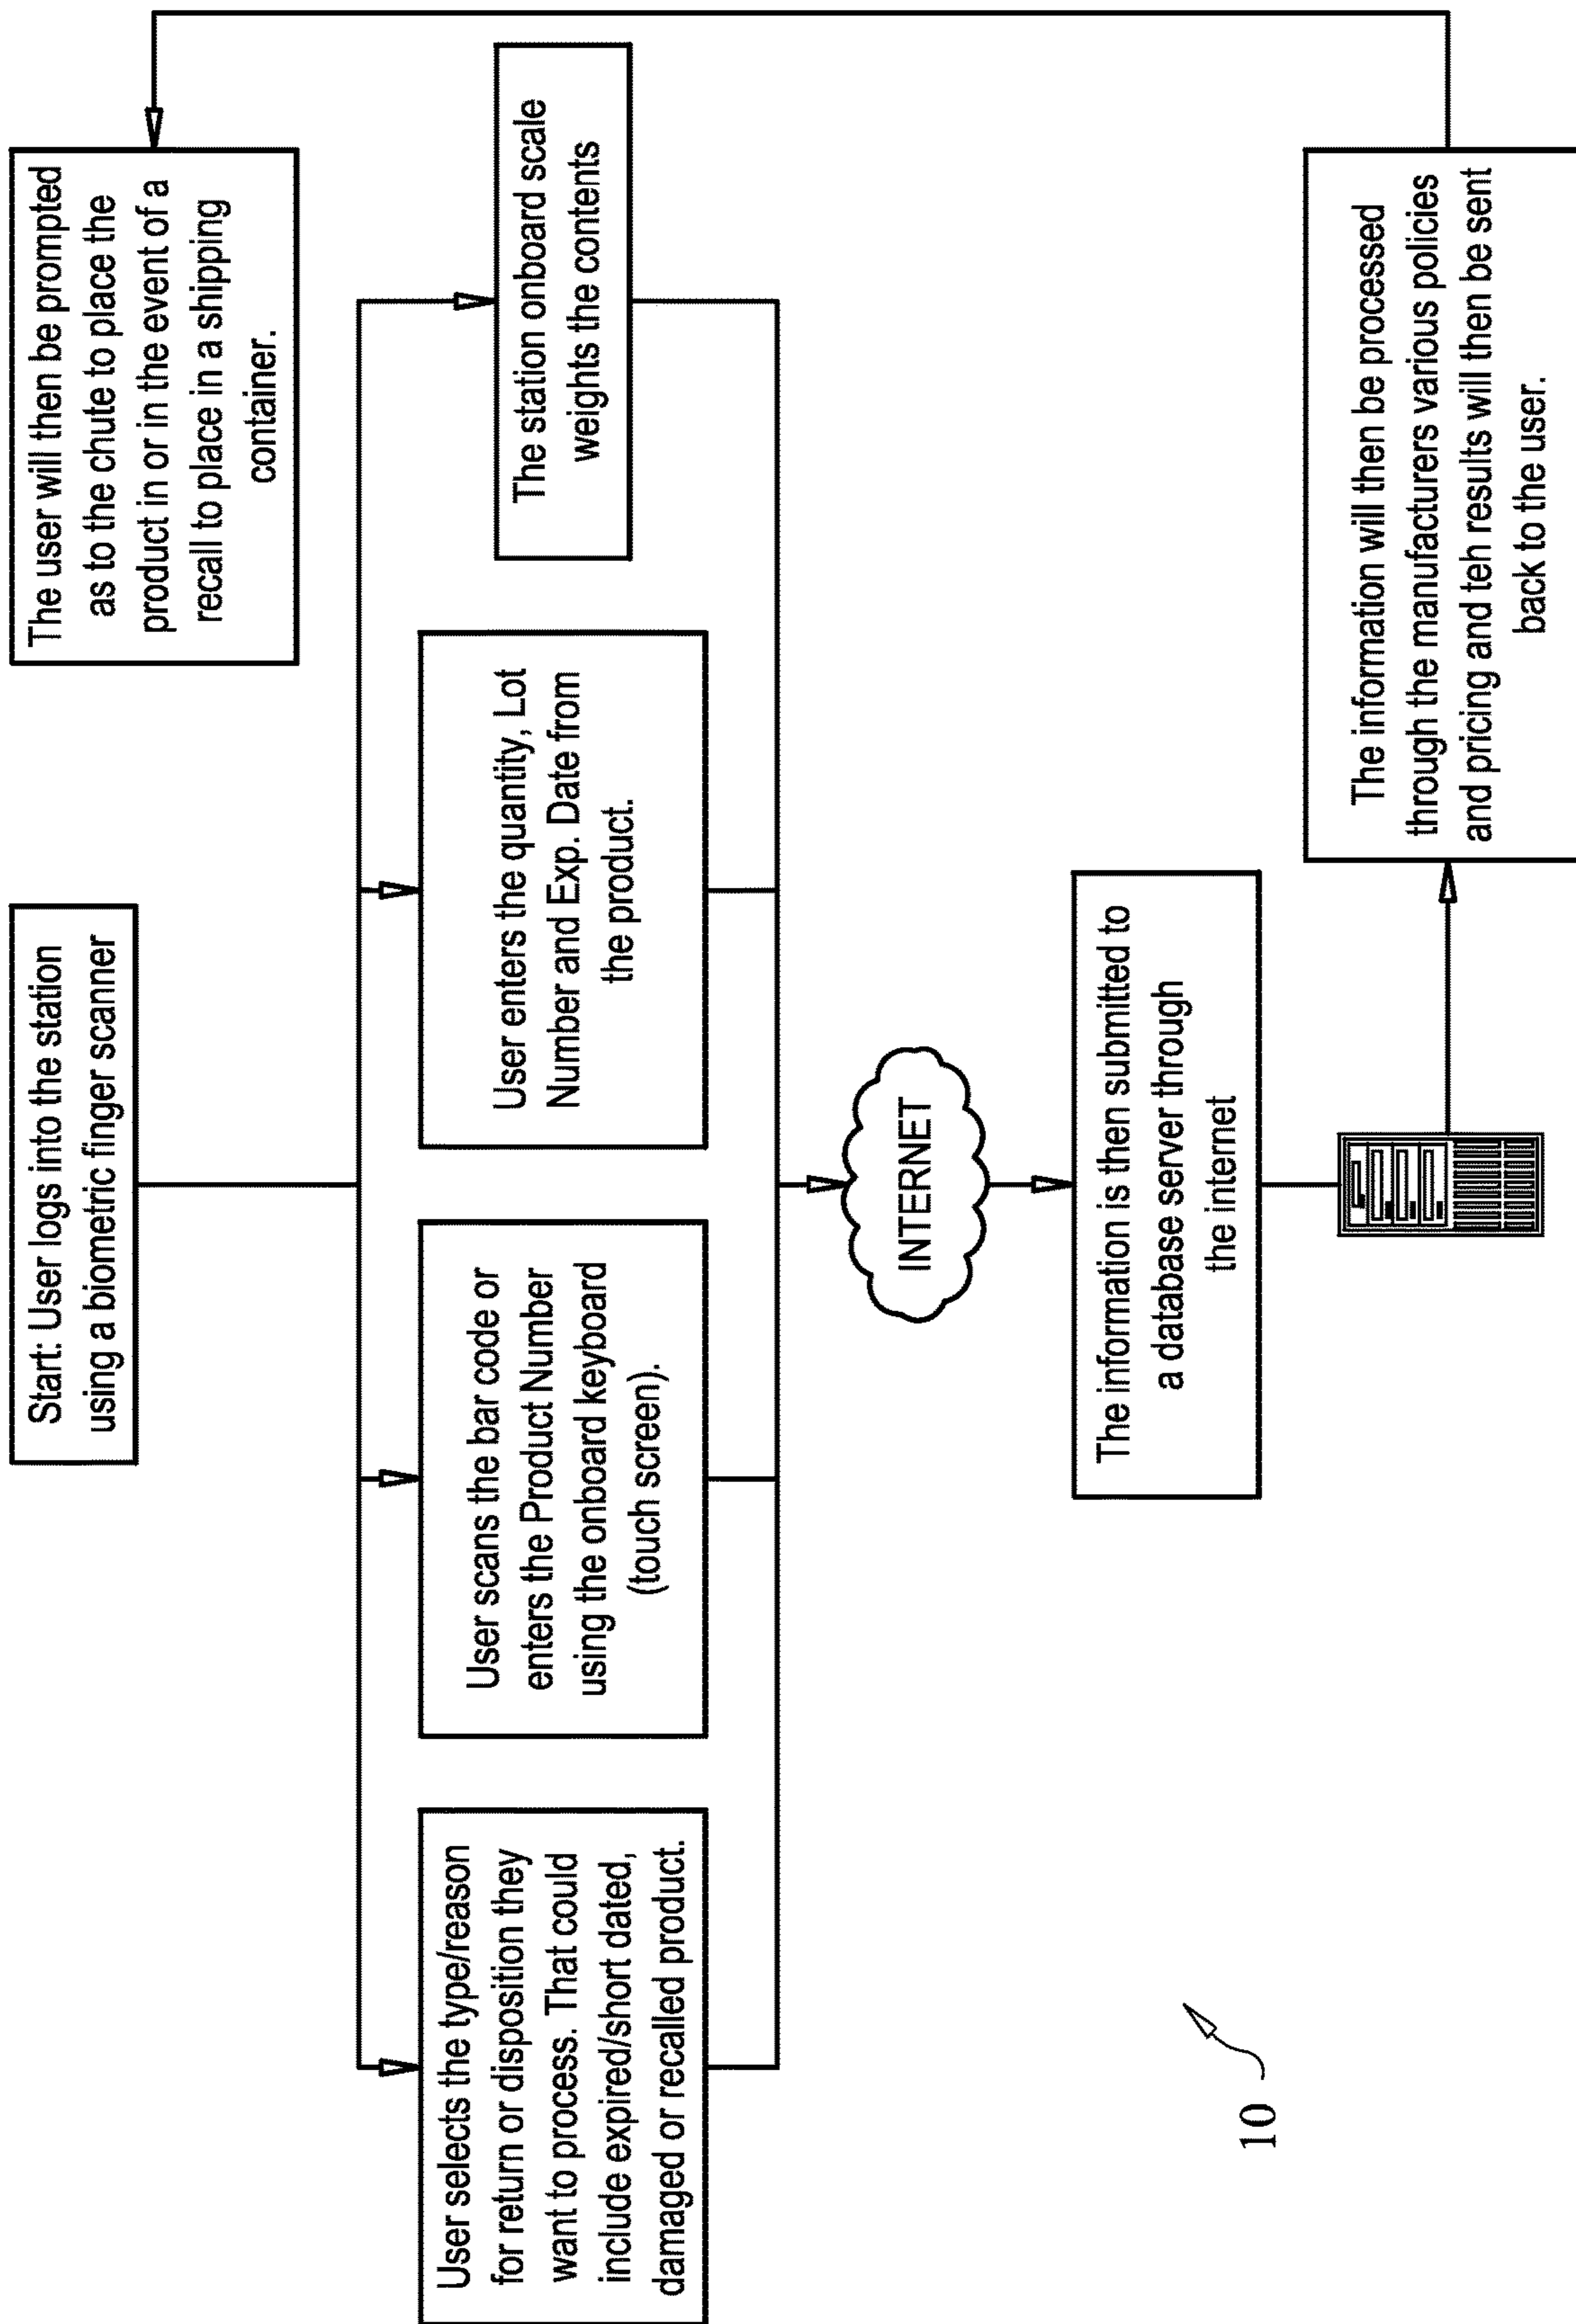 Start: User logs into the station
using a biometric finger scanner
The user will then be prompted
as to the chute to place the
product in or in the event of a
recall to place in a shipping
container.
User selects the type/reason
for return or disposition they
want to process. That could
include expired/short dated,
damaged or recalled product.
User scans the bar code or
enters the Product Number
using the onboard keyboard
(touch screen).
User enters the quantity, Lot
Number and Exp. Date from
the product.
The station onboard scale
weights the contents
INTERNET
The information is then submitted to
a database server through
the internet
The information will then be processed
through the manufacturers various policies
and pricing and teh results will then be sent
back to the user.
10